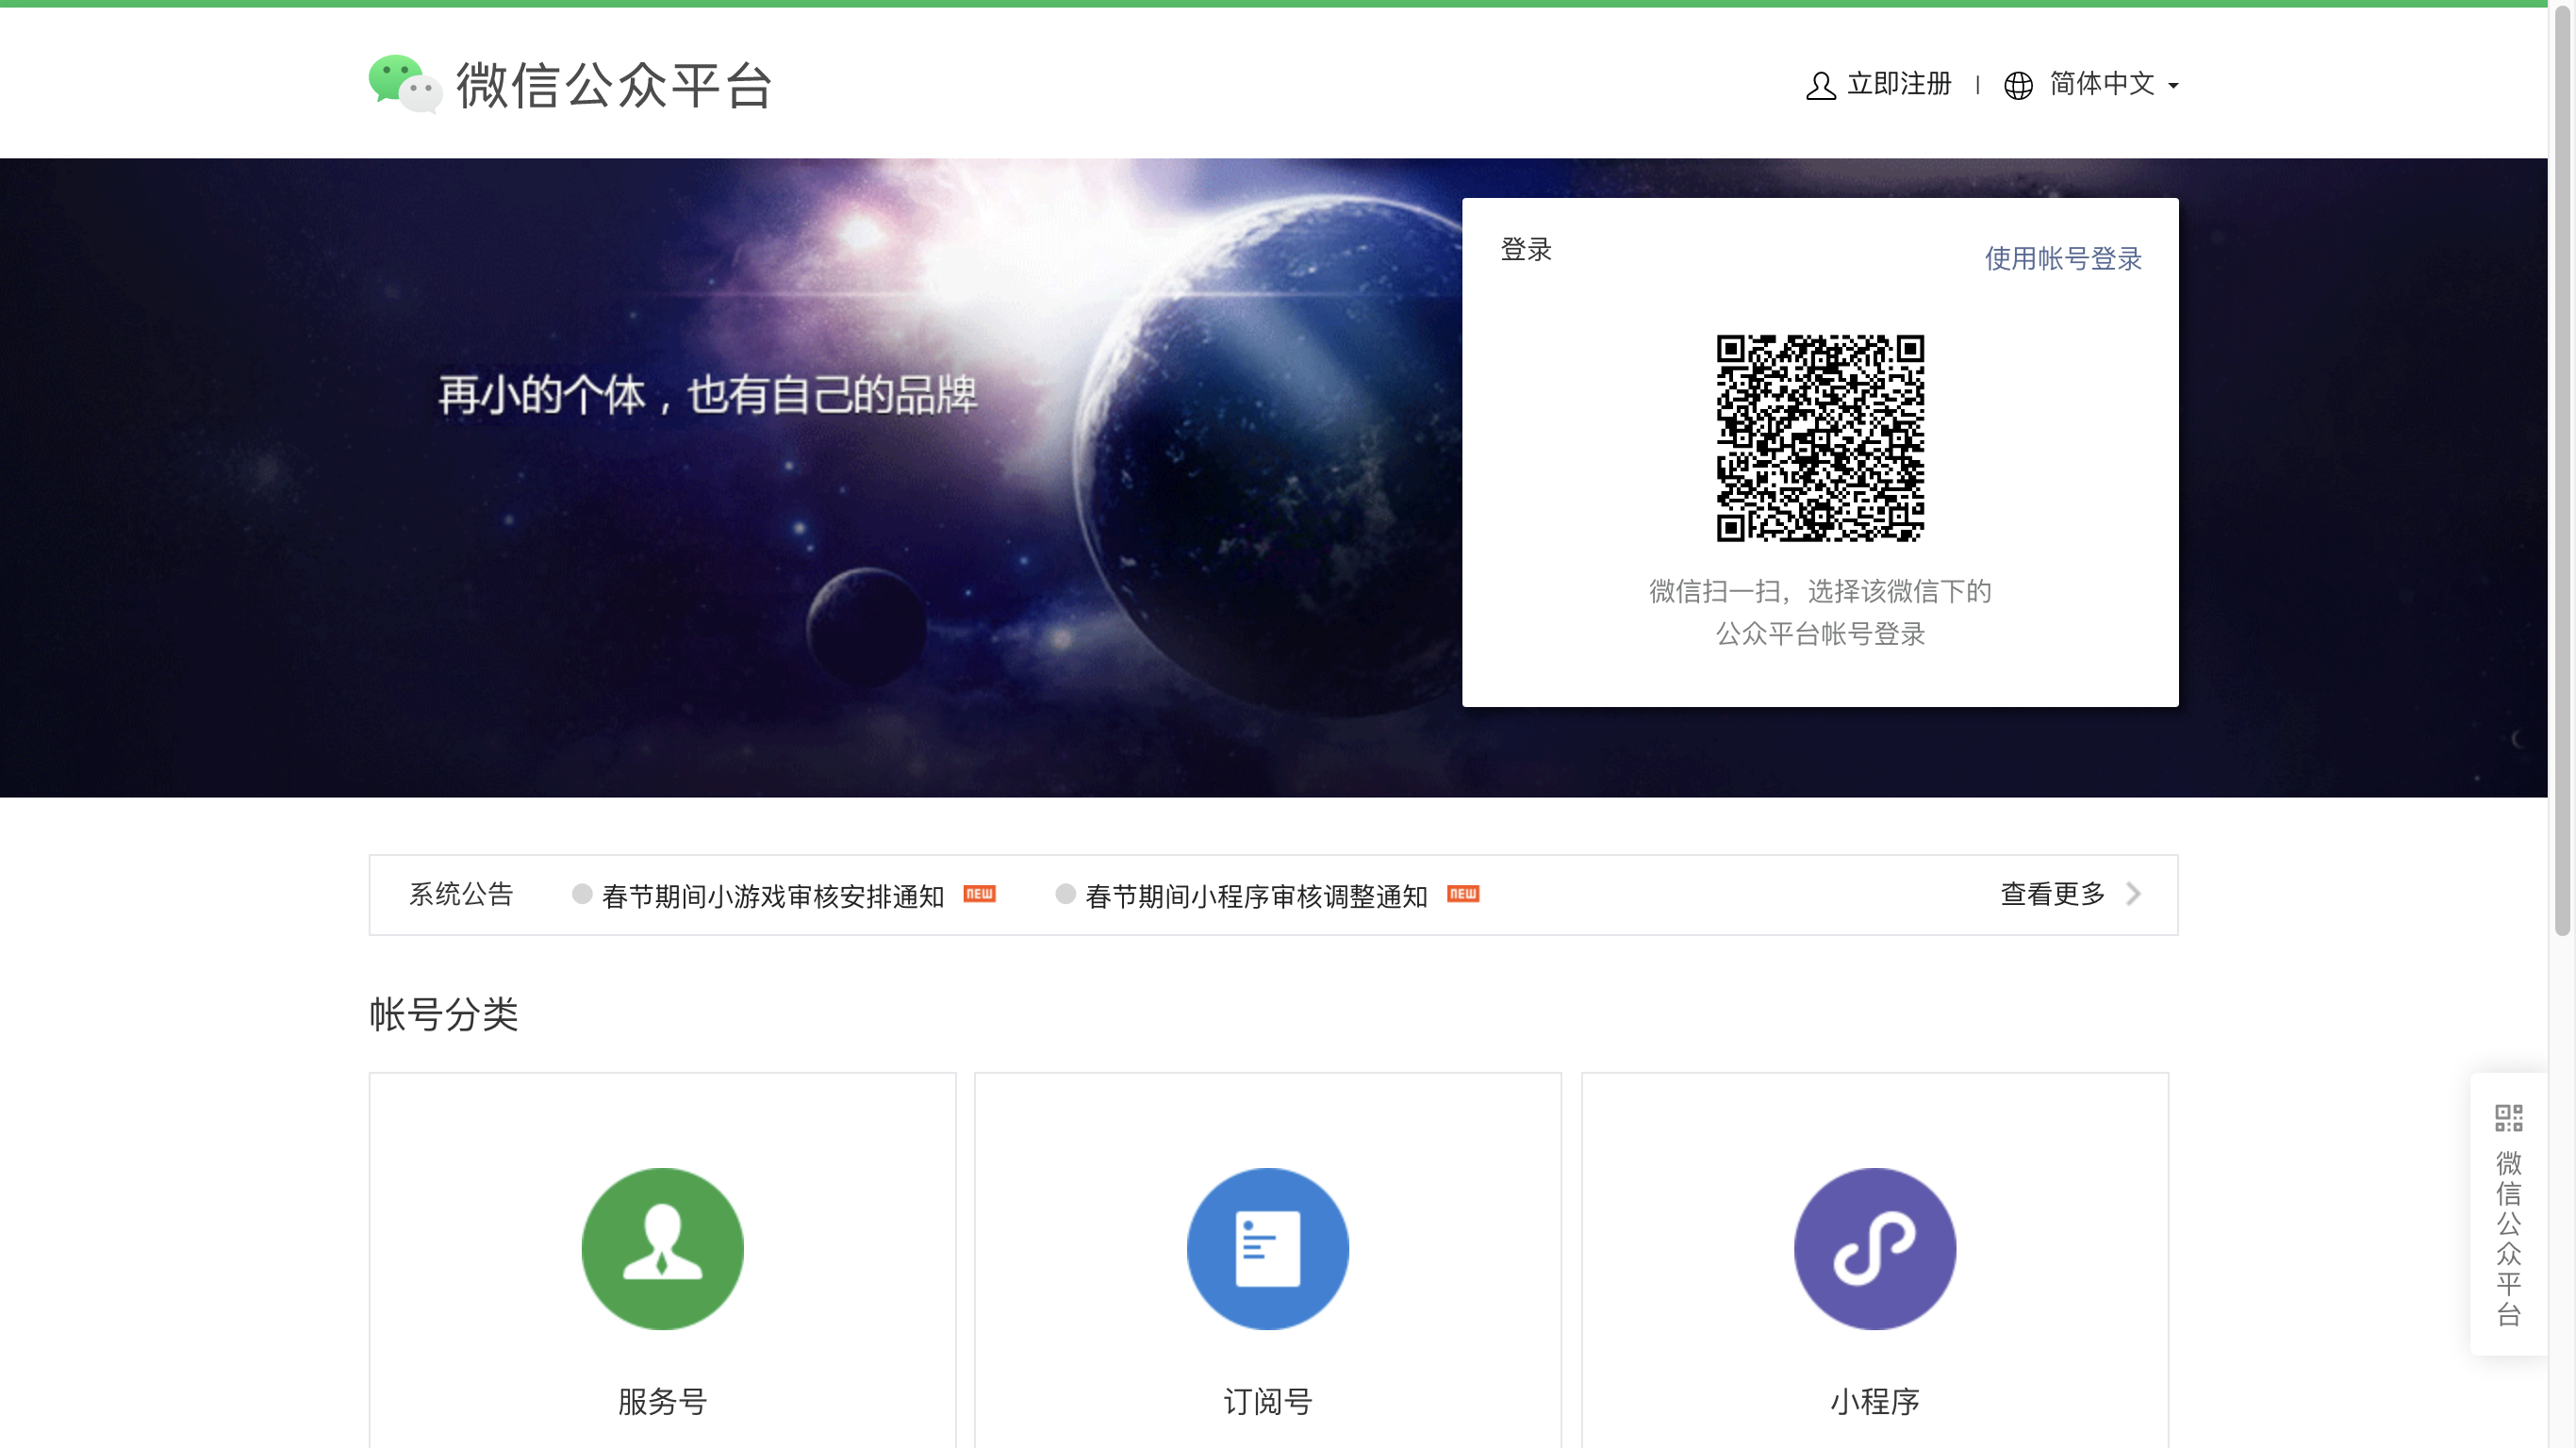 微信公众平台
立即注册 | 简体中文
登录
使用帐号登录
再小的个体，也有自己的品牌
微信扫一扫，选择该微信下的
公众平台帐号登录
系统公告
春节期间小游戏审核安排通知 NEW
春节期间小程序审核调整通知 NEW
查看更多
帐号分类
服务号
订阅号
小程序
微信公众平台